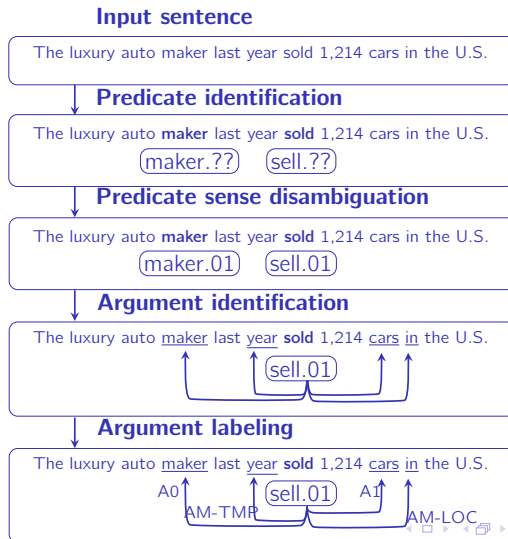 Input sentence
The luxury auto maker last year sold 1,214 cars in the U.S.
Predicate identification
The luxury auto maker last year sold 1,214 cars in the U.S.
maker.?? sell.??
Predicate sense disambiguation
The luxury auto maker last year sold 1,214 cars in the U.S.
maker.01 sell.01
Argument identification
The luxury auto maker last year sold 1,214 cars in the U.S.
sell.01
Argument labeling
The luxury auto maker last year sold 1,214 cars in the U.S.
A0 sell.01 A1
AM-TMP AM-LOC